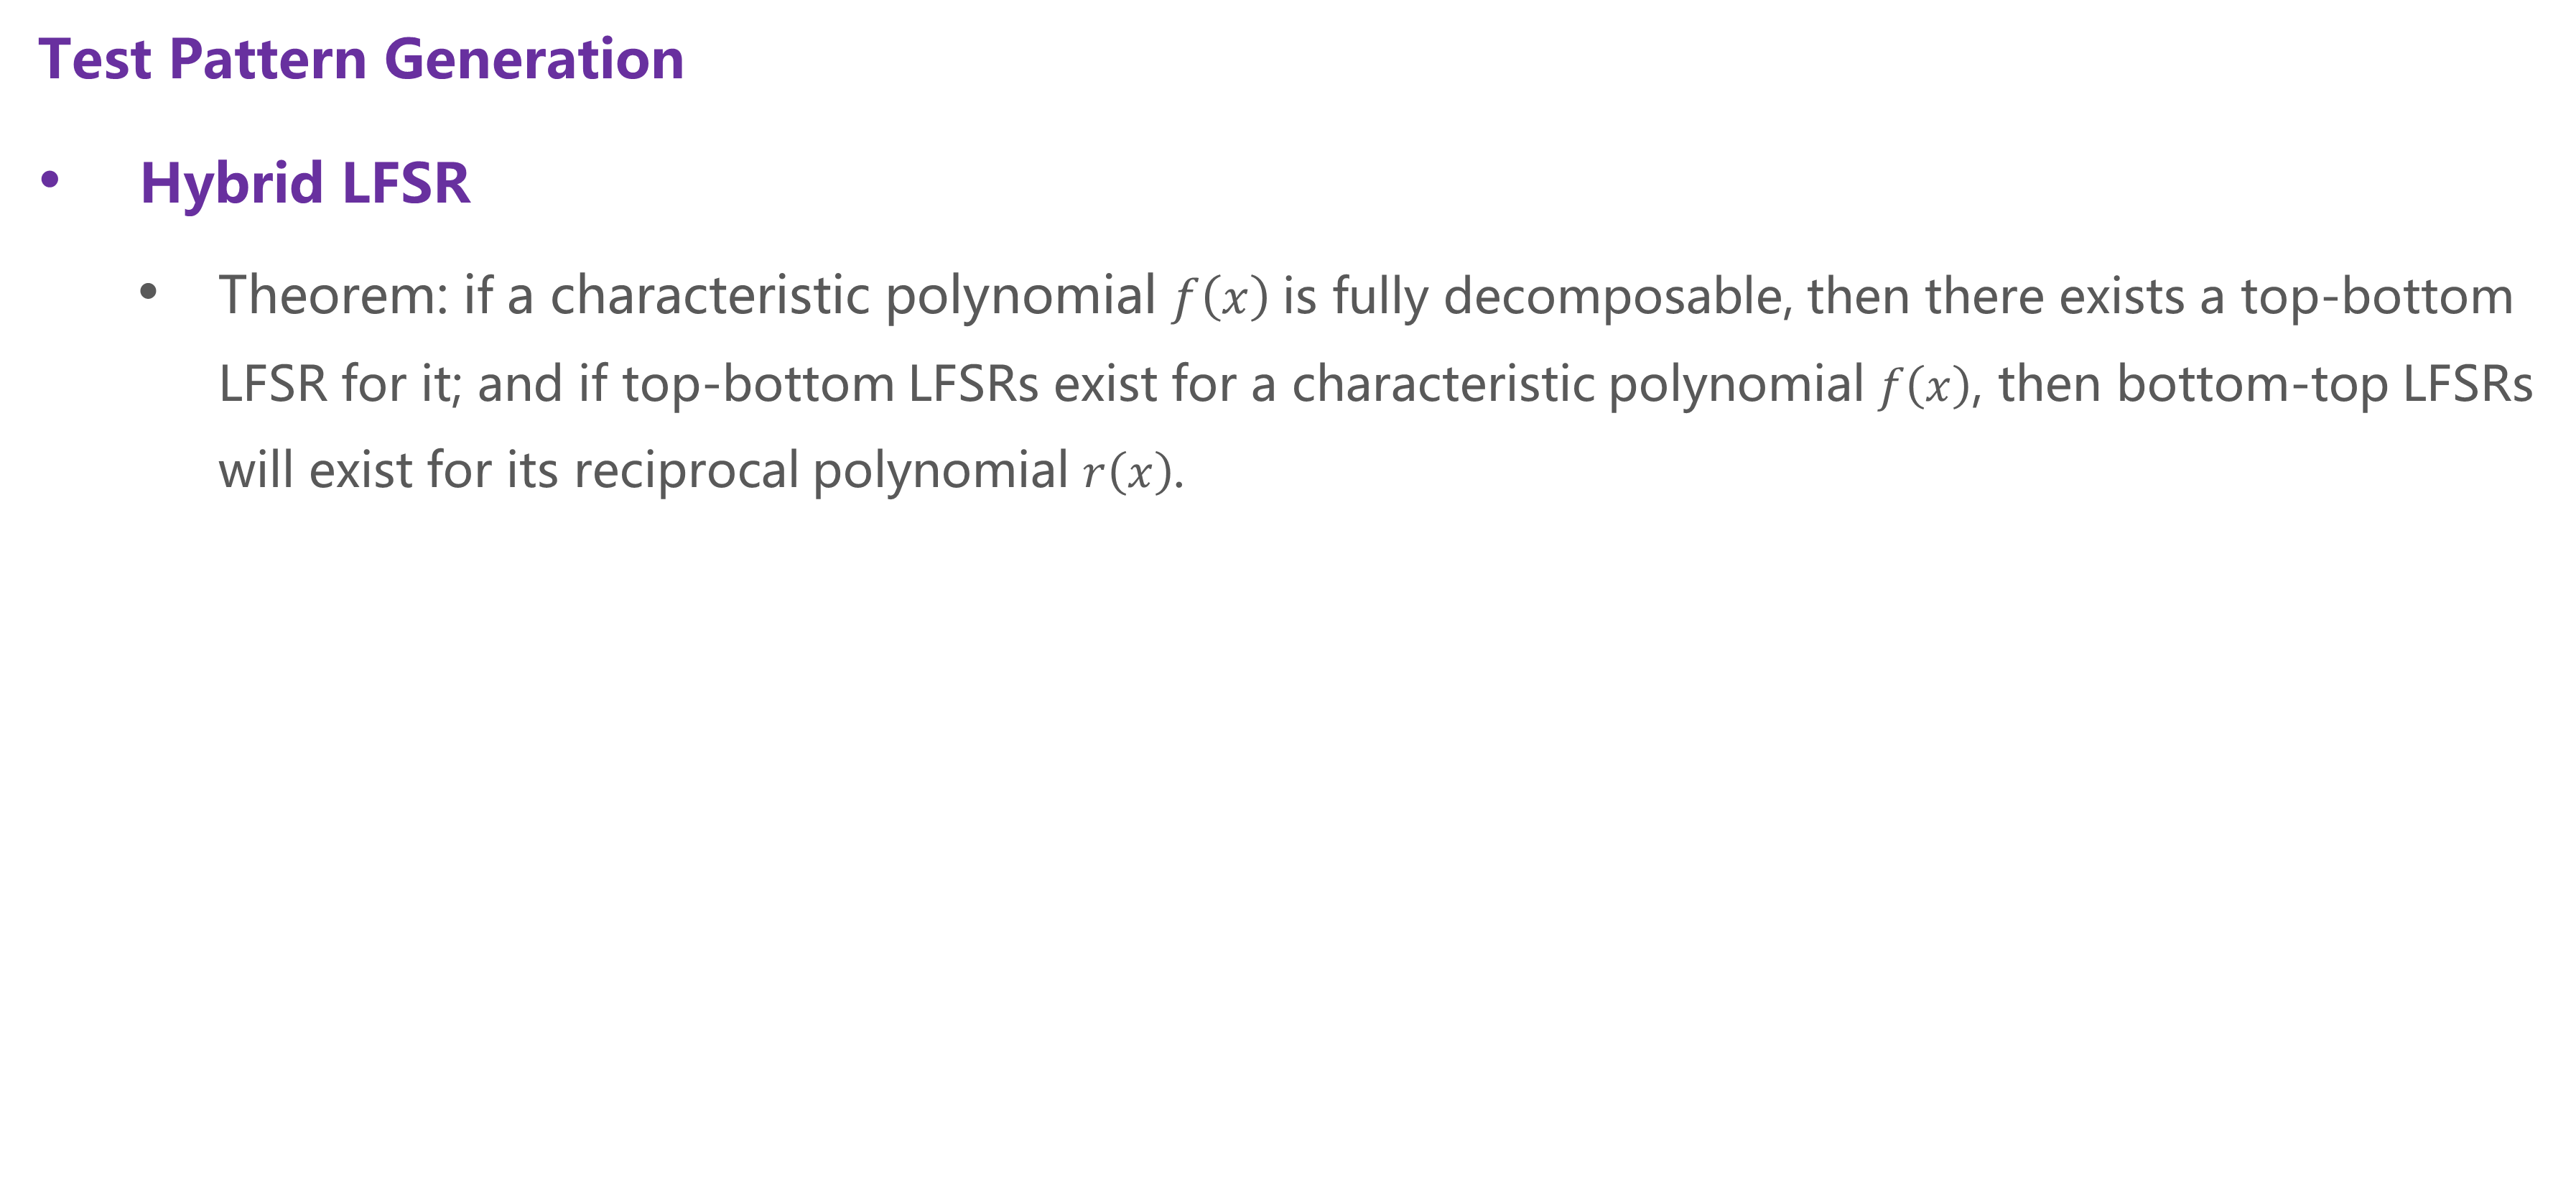 Test Pattern Generation
• Hybrid LFSR
• Theorem: if a characteristic polynomial 𝑓(𝑥) is fully decomposable, then there exists a top-bottom
LFSR for it; and if top-bottom LFSRs exist for a characteristic polynomial 𝑓(𝑥), then bottom-top LFSRs
will exist for its reciprocal polynomial 𝑟(𝑥).